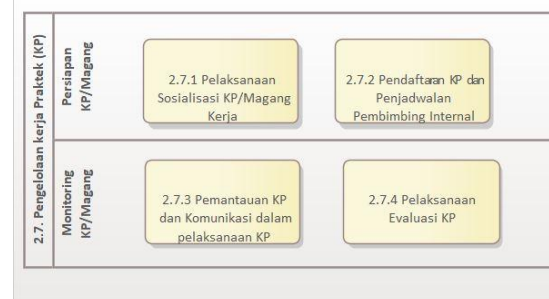 2.7. Pengelolaan kerja Praktek (KP)
Persiapan
KP/Magang
2.7.1 Pelaksanaan
Sosialisasi KP/Magang
Kerja
2.7.2 Pendaftaran KP dan
Penjadwalan
Pembimbing Internal
Monitoring
KP/Magang
2.7.3 Pemantauan KP
dan Komunikasi dalam
pelaksanaan KP
2.7.4 Pelaksanaan
Evaluasi KP